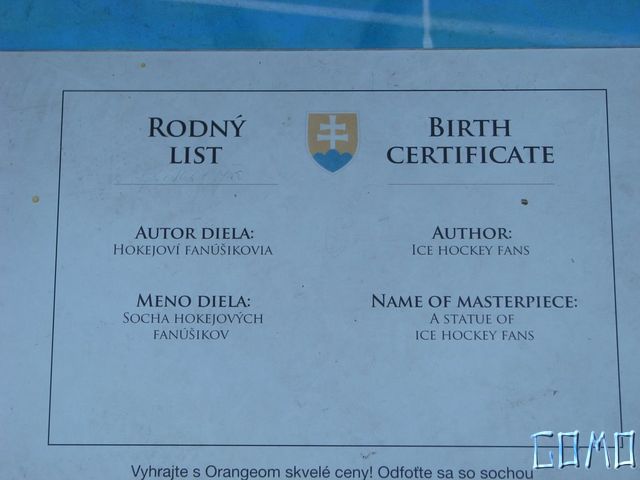 RODNÝ
LIST
BIRTH
CERTIFICATE
AUTOR DIELA:
HOKEJOVÍ FANÚŠIKOVIA
AUTHOR:
ICE HOCKEY FANS
MENO DIELA:
SOCHA HOKEJOVÝCH
FANÚŠIKOV
NAME OF MASTERPIECE:
A STATUE OF
ICE HOCKEY FANS
Vyhrajte s Orangeom skvelé ceny! Odfoťte sa so sochou
GOMO